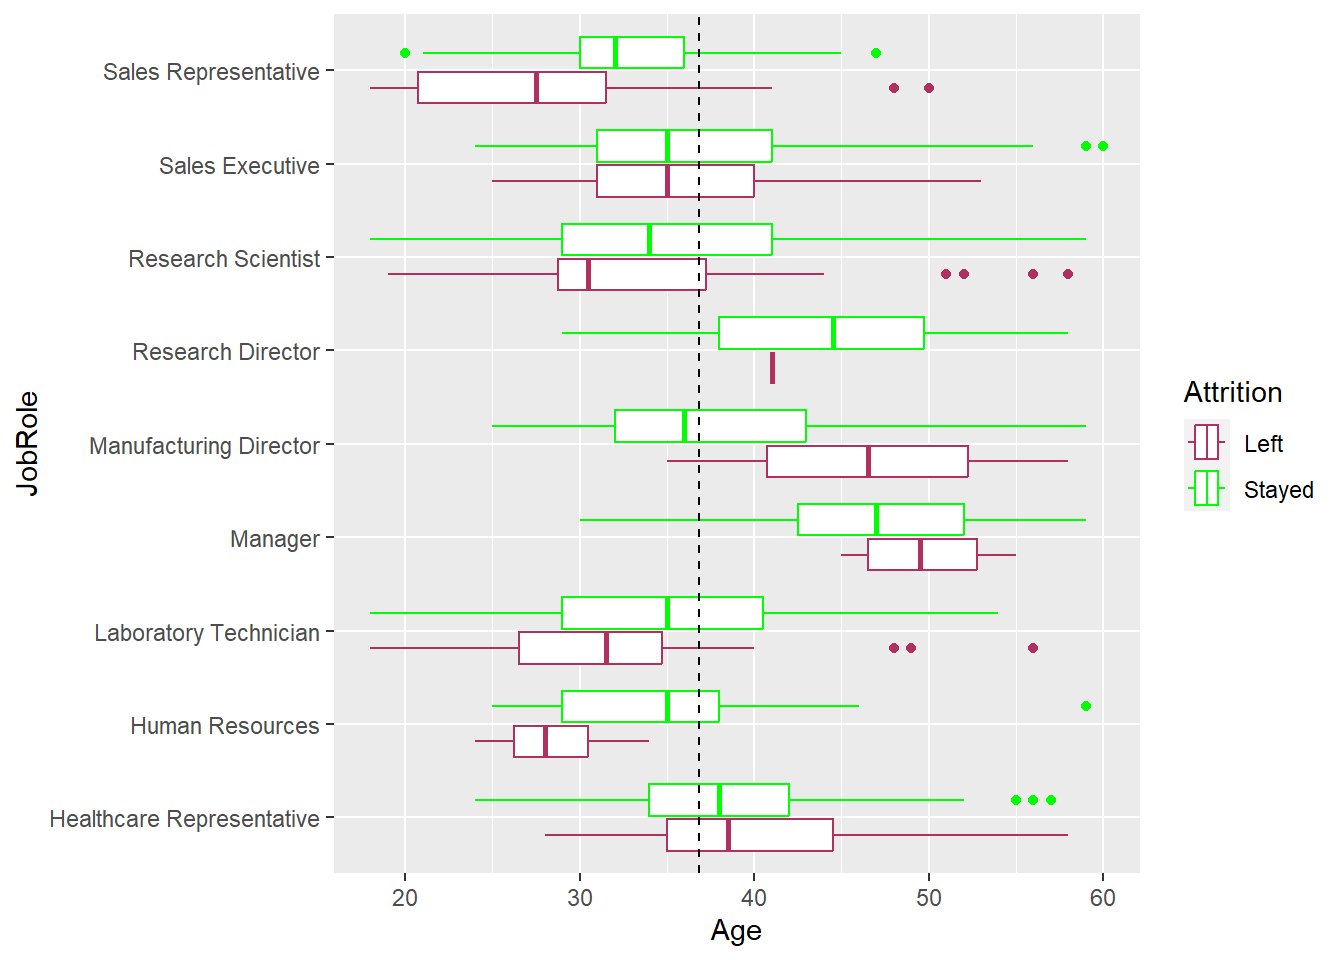 Sales Representative
Sales Executive
Research Scientist
Research Director
Manufacturing Director
Manager
Laboratory Technician
Human Resources
Healthcare Representative
JobRole
20 30 40 50 60
Age
Attrition
Left
Stayed